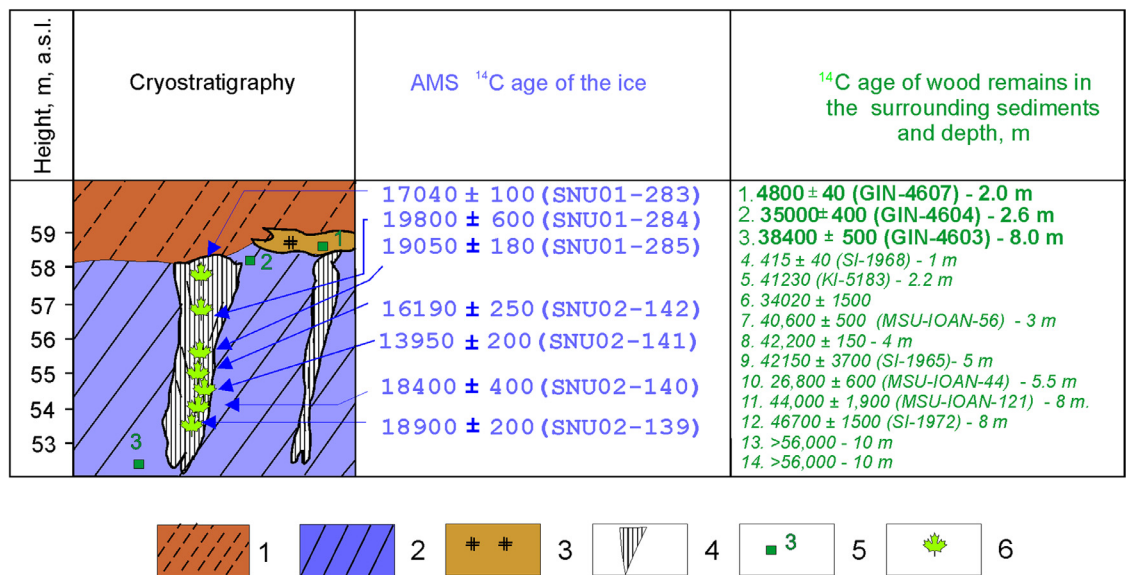 Height, m, a.s.l.
Cryostratigraphy
AMS ¹⁴C age of the ice
¹⁴C age of wood remains in
the surrounding sediments
and depth, m
59
58
57
56
55
54
53
1
2
3
17040 ± 100 (SNU01-283)
19800 ± 600 (SNU01-284)
19050 ± 180 (SNU01-285)
16190 ± 250 (SNU02-142)
13950 ± 200 (SNU02-141)
18400 ± 400 (SNU02-140)
18900 ± 200 (SNU02-139)
1. 4800 ± 40 (GIN-4607) - 2.0 m
2. 35000± 400 (GIN-4604) - 2.6 m
3. 38400 ± 500 (GIN-4603) - 8.0 m
4. 415 ± 40 (SI-1968) - 1 m
5. 41230 (KI-5183) - 2.2 m
6. 34020 ± 1500
7. 40,600 ± 500 (MSU-IOAN-56) - 3 m
8. 42,200 ± 150 - 4 m
9. 42150 ± 3700 (SI-1965) - 5 m
10. 26,800 ± 600 (MSU-IOAN-44) - 5.5 m
11. 44,000 ± 1,900 (MSU-IOAN-121) - 8 m.
12. 46700 ± 1500 (SI-1972) - 8 m
13. >56,000 - 10 m
14. >56,000 - 10 m
1
2
3
4
3
5
6